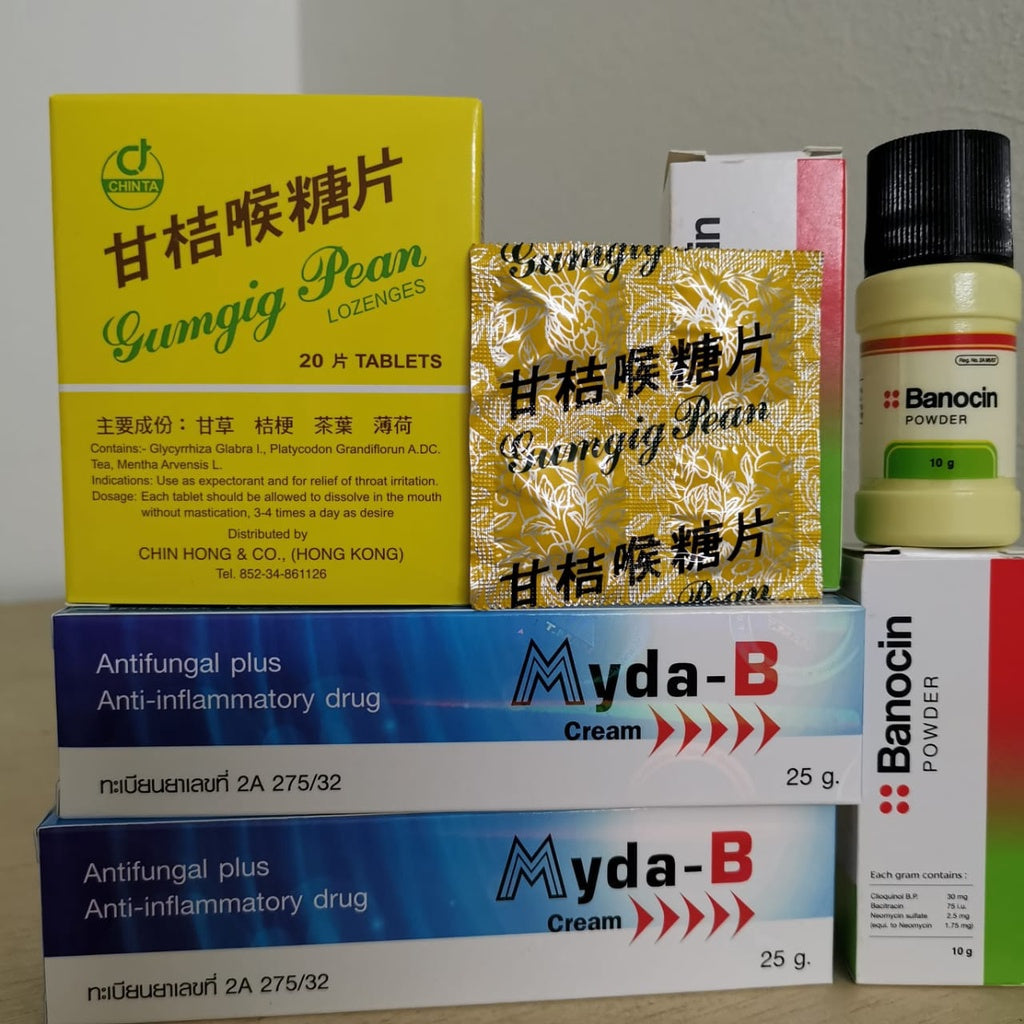 CHINTA
甘桔喉糖片
Gumgig Pean
LOZENGES
20 片 TABLETS
主要成份：甘草 桔梗 茶葉 薄荷
Contains:- Glycyrrhiza Glabra l., Platycodon Grandiflorun A.DC.
Tea, Mentha Arvensis L.
Indications: Use as expectorant and for relief of throat irritation.
Dosage: Each tablet should be allowed to dissolve in the mouth
without mastication, 3-4 times a day as desire
Distributed by
CHIN HONG & CO., (HONG KONG)
Tel. 852-34-861126
Gumgig
甘桔喉糖片
Gumgig Pean
甘桔喉糖片
Pean
in
Banocin
POWDER
10 g
Antifungal plus
Anti-inflammatory drug
Myda-B
Cream
ทะเบียนยาเลขที่ 2A 275/32
25 g.
Antifungal plus
Anti-inflammatory drug
Myda-B
Cream
ทะเบียนยาเลขที่ 2A 275/32
25 g.
Banocin
POWDER
Each gram contains :
Clioquinol B.P. 30 mg
Bacitracin 75 i.u.
Neomycin sulfate 2.5 mg
(equi. to Neomycin 1.75 mg)
10 g